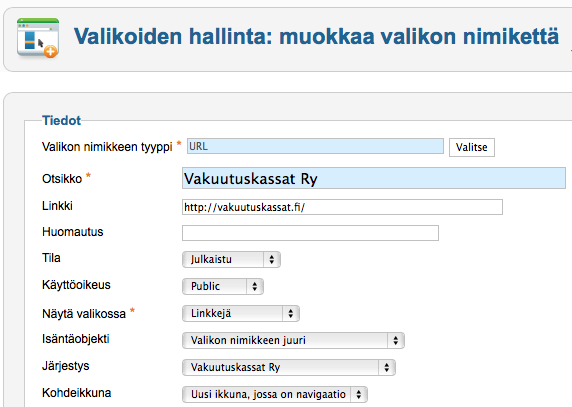 Valikoiden hallinta: muokkaa valikon nimikettä
Tiedot
Valikon nimikkeen tyyppi * URL Valitse
Otsikko * Vakuutuskassat Ry
Linkki http://vakuutuskassat.fi/
Huomautus
Tila Julkaistu
Käyttöoikeus Public
Näytä valikossa * Linkkejä
Isäntäobjekti Valikon nimikkeen juuri
Järjestys Vakuutuskassat Ry
Kohdeikkuna Uusi ikkuna, jossa on navigaatio